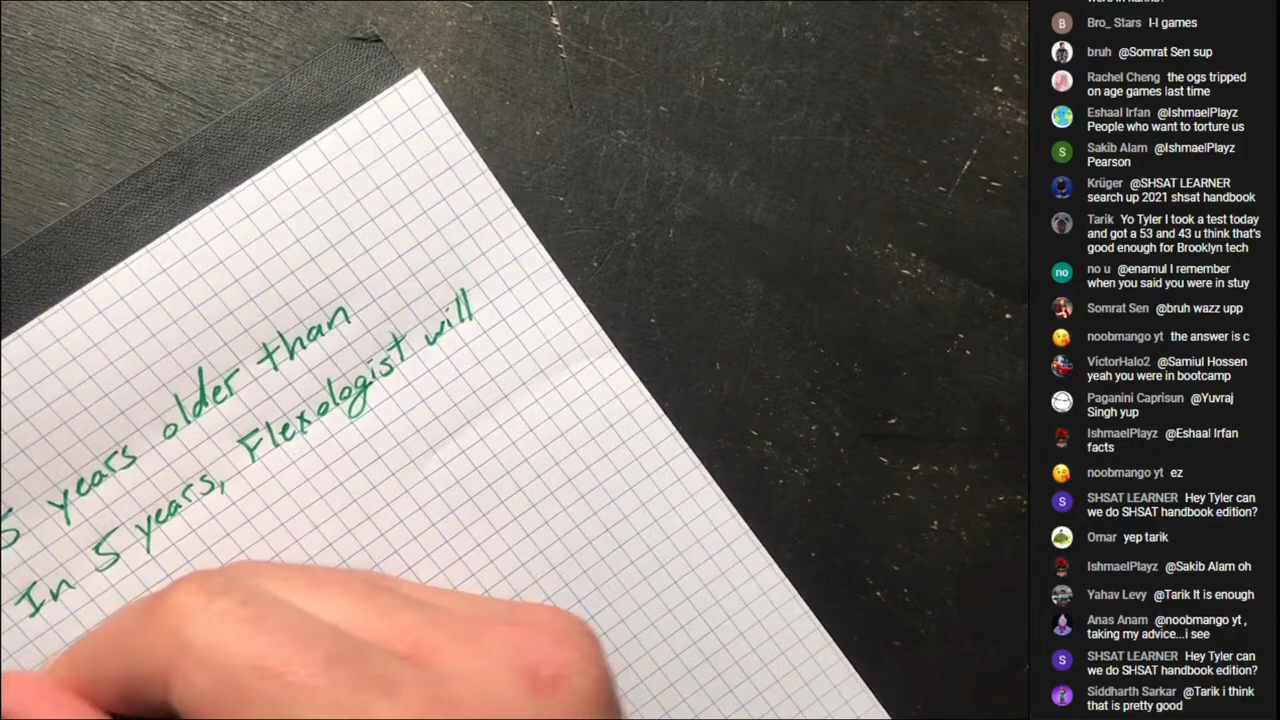 5 years older than
In 5 years, Flexologist will
Bro_ Stars I-I games
bruh @Somrat Sen sup
Rachel Cheng the ogs tripped
on age games last time
Eshaal Irfan @IshmaelPlayz
People who want to torture us
Sakib Alam @IshmaelPlayz
Pearson
Krüger @SHSAT LEARNER
search up 2021 shsat handbook
Tarik Yo Tyler I took a test today
and got a 53 and 43 u think that's
good enough for Brooklyn tech
no u @enamul I remember
when you said you were in stuy
Somrat Sen @bruh wazz upp
noobmango yt the answer is c
VictorHalo2 @Samiul Hossen
yeah you were in bootcamp
Paganini Caprisun @Yuvraj
Singh yup
IshmaelPlayz @Eshaal Irfan
facts
noobmango yt ez
SHSAT LEARNER Hey Tyler can
we do SHSAT handbook edition?
Omar yep tarik
IshmaelPlayz @Sakib Alam oh
Yahav Levy @Tarik It is enough
Anas Anam @noobmango yt ,
taking my advice...i see
SHSAT LEARNER Hey Tyler can
we do SHSAT handbook edition?
Siddharth Sarkar @Tarik i think
that is pretty good